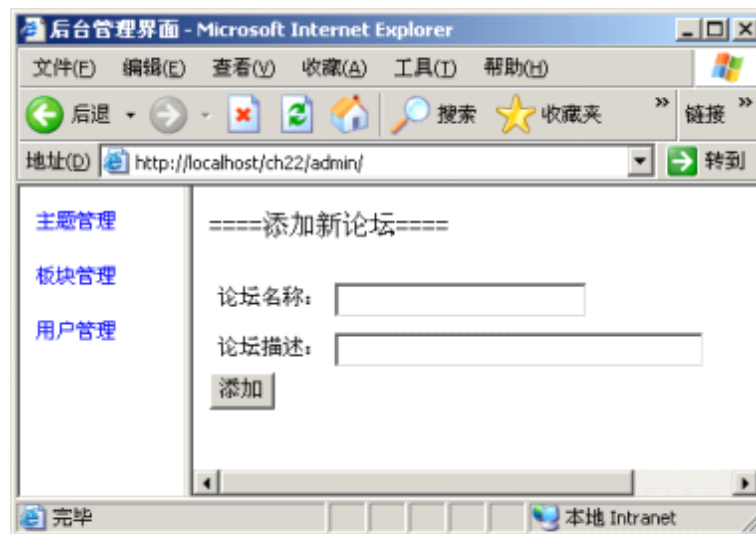 后台管理界面 - Microsoft Internet Explorer
文件(F) 编辑(E) 查看(V) 收藏(A) 工具(T) 帮助(H)
后退 搜索 收藏夹 » 链接 »
地址(D) http://localhost/ch22/admin/ 转到
主题管理
板块管理
用户管理
====添加新论坛====
论坛名称：
论坛描述：
添加
完毕 本地 Intranet